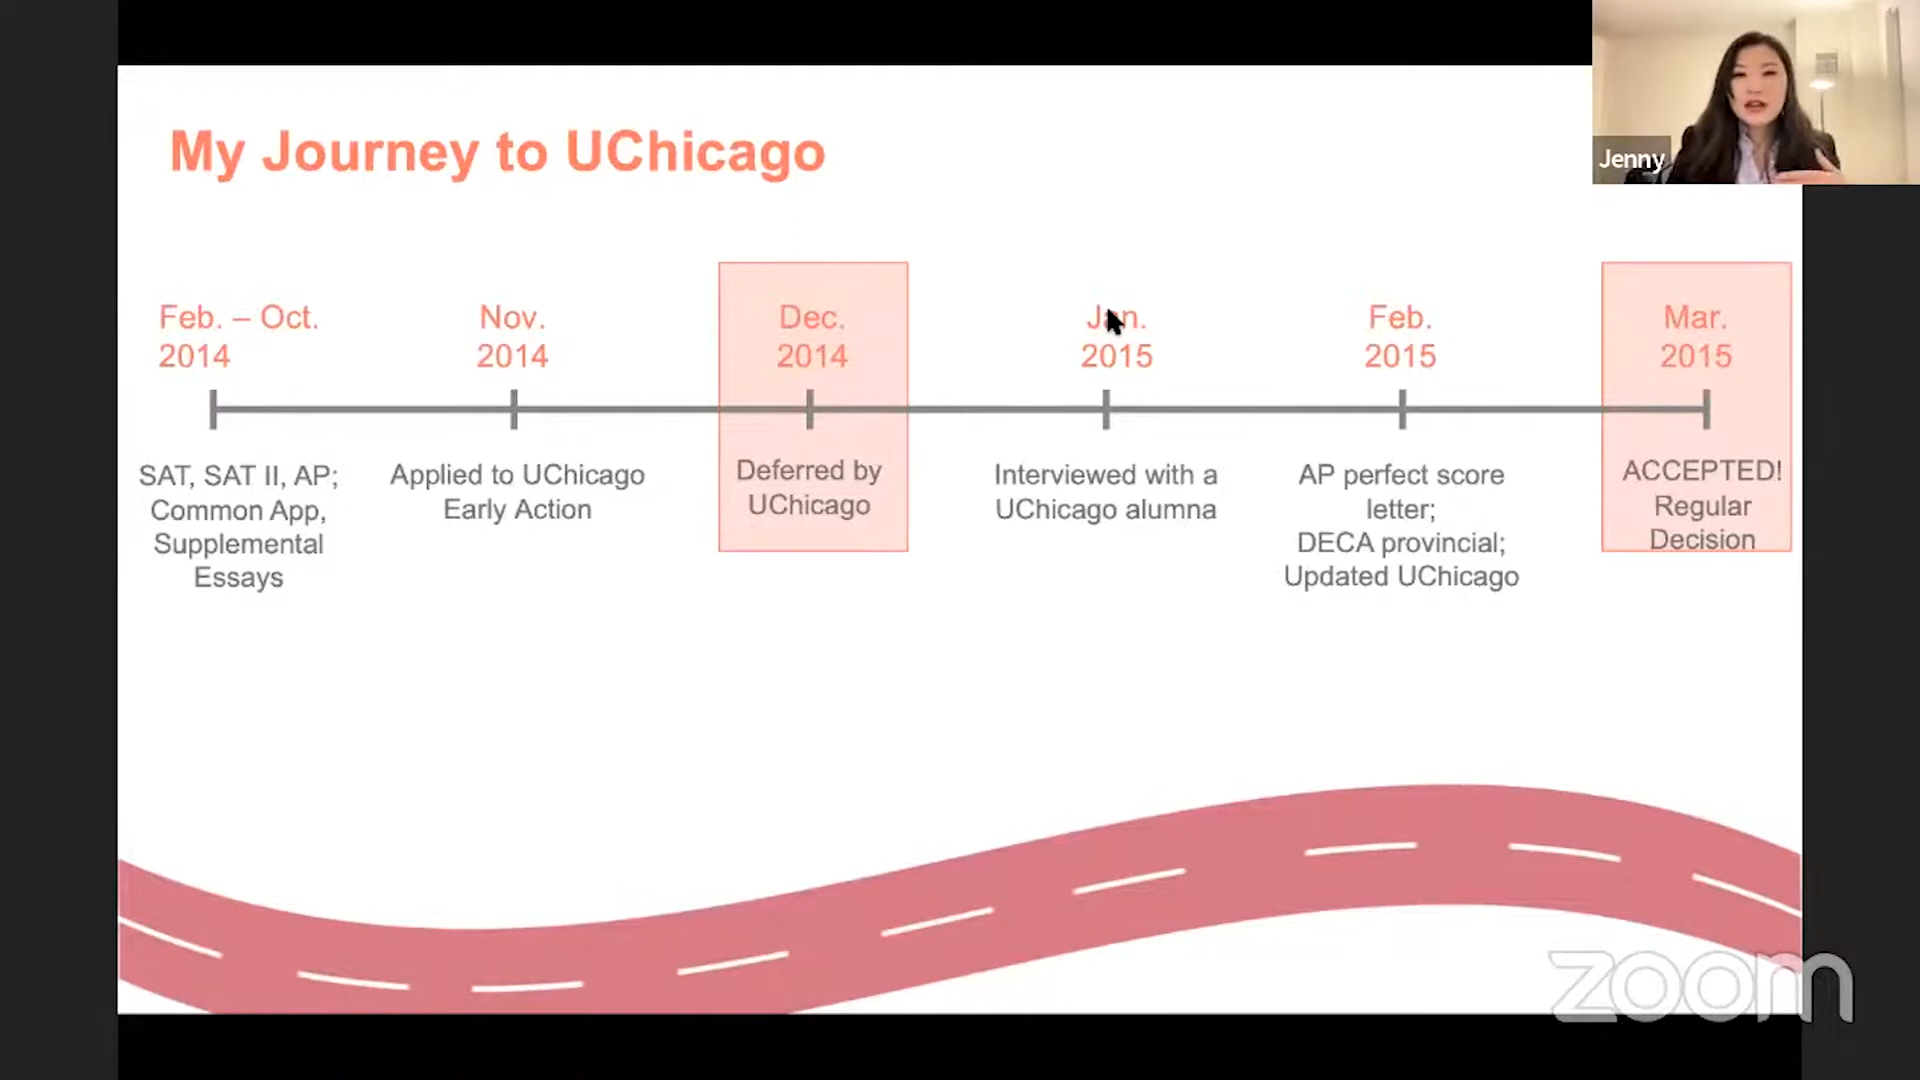 My Journey to UChicago
Jenny
Feb. – Oct.
2014
Nov.
2014
Dec.
2014
Jan.
2015
Feb.
2015
Mar.
2015
SAT, SAT II, AP;
Common App,
Supplemental
Essays
Applied to UChicago
Early Action
Deferred by
UChicago
Interviewed with a
UChicago alumna
AP perfect score
letter;
DECA provincial;
Updated UChicago
ACCEPTED!
Regular
Decision
zoom